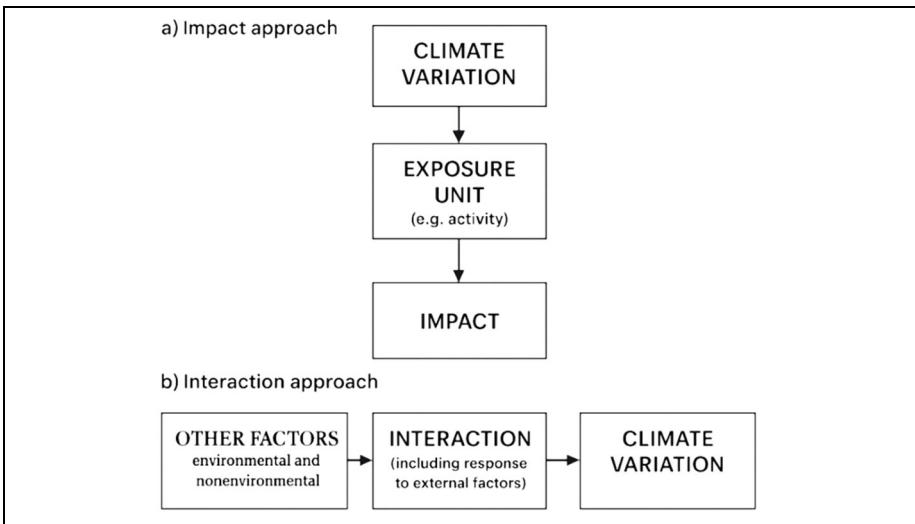 a) Impact approach
CLIMATE
VARIATION
EXPOSURE
UNIT
(e.g. activity)
IMPACT
b) Interaction approach
OTHER FACTORS
environmental and
nonenvironmental
INTERACTION
(including response
to external factors)
CLIMATE
VARIATION